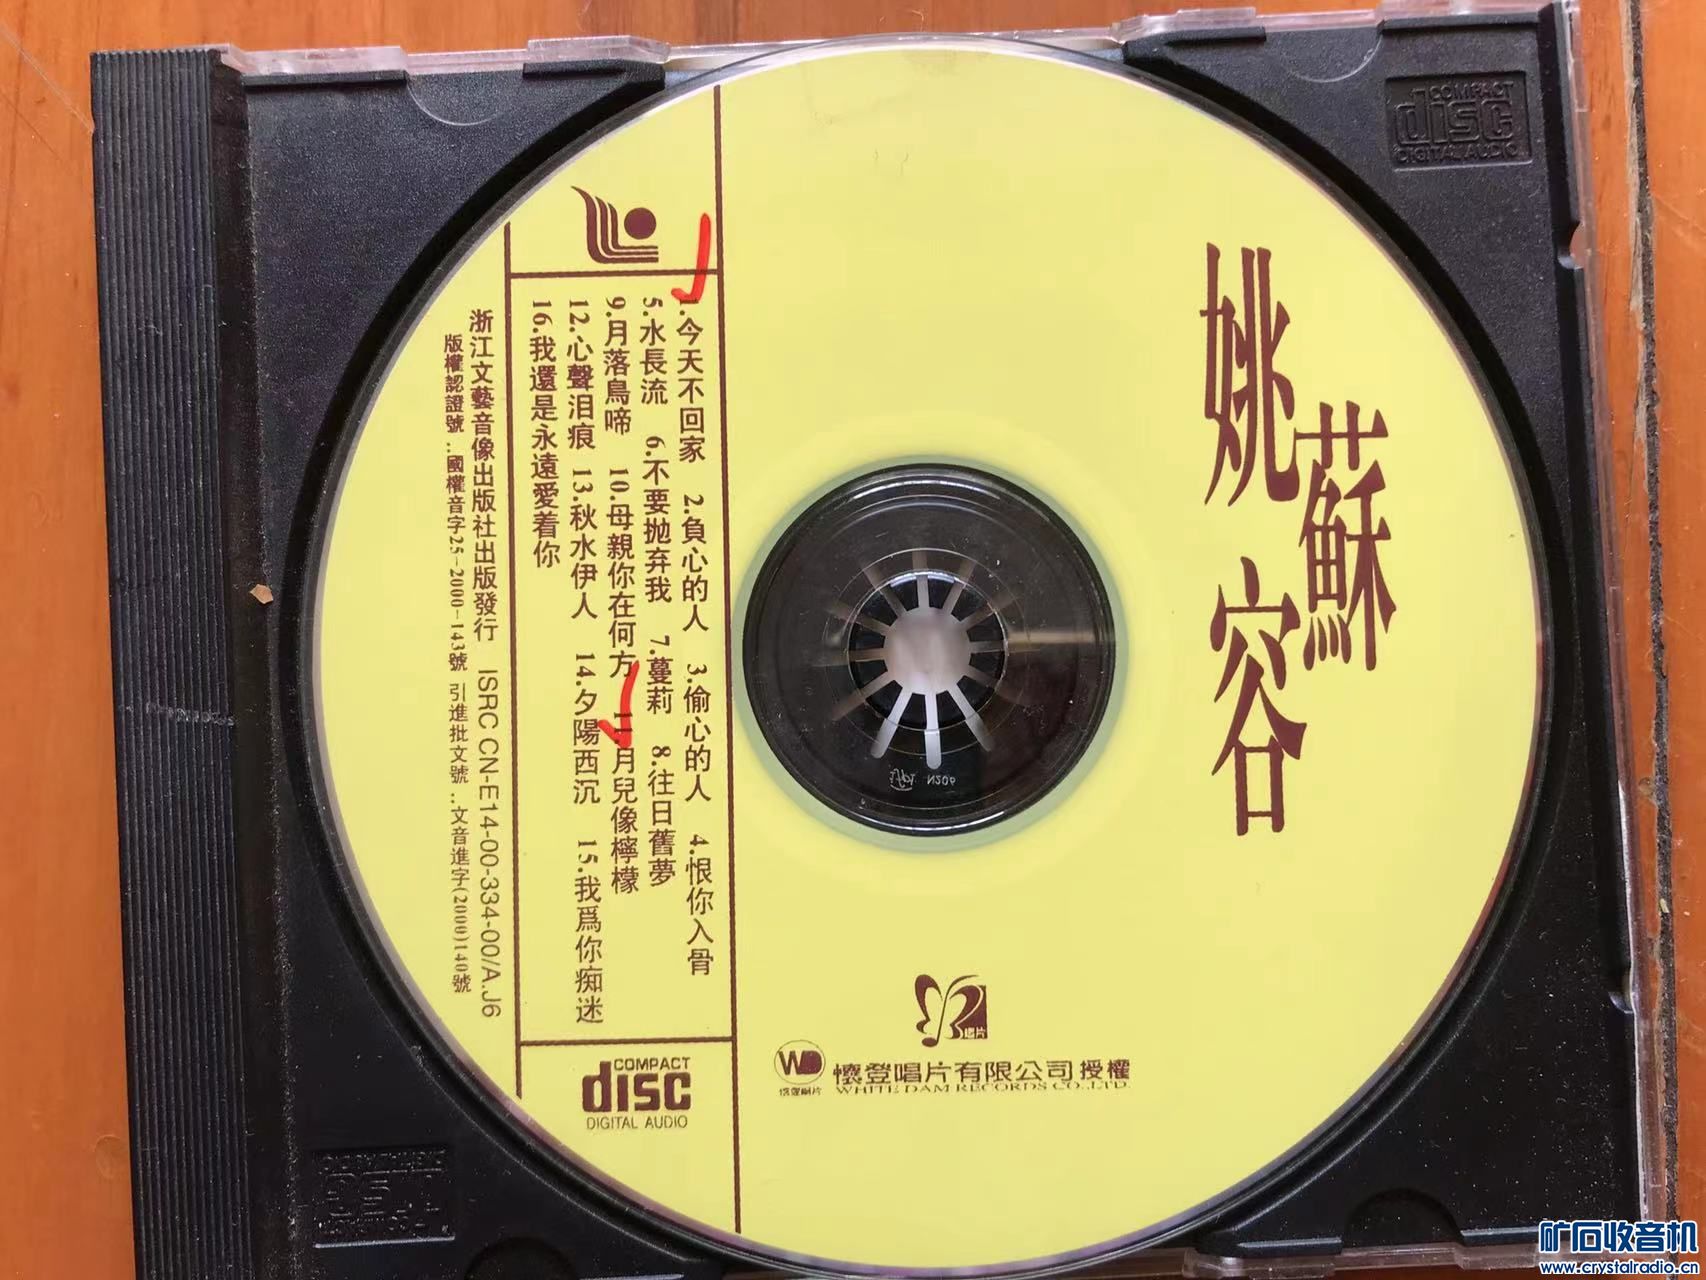 姚蘇容
1.今天不回家 2.負心的人 3.偷心的人 4.恨你入骨
5.水長流 6.不要抛弃我 7.蔓莉 8.往日舊夢
9.月落鳥啼 10.母親你在何方 11.月兒像檸檬
12.心聲泪痕 13.秋水伊人 14.夕陽西沉 15.我爲你痴迷
16.我還是永遠愛着你
浙江文藝音像出版社出版發行 ISRC CN-E14-00-334-00/A.J6
版權認證號:國權音字25-2000-143號 引進批文號:文音進字(2000)140號
COMPACT
disc
DIGITAL AUDIO
唱片
WD
懷登唱片有限公司授權
WHITE DAM RECORDS CO.,LTD.
COMPACT
disc
DIGITAL AUDIO
矿石收音机
www.crystalradio.cn